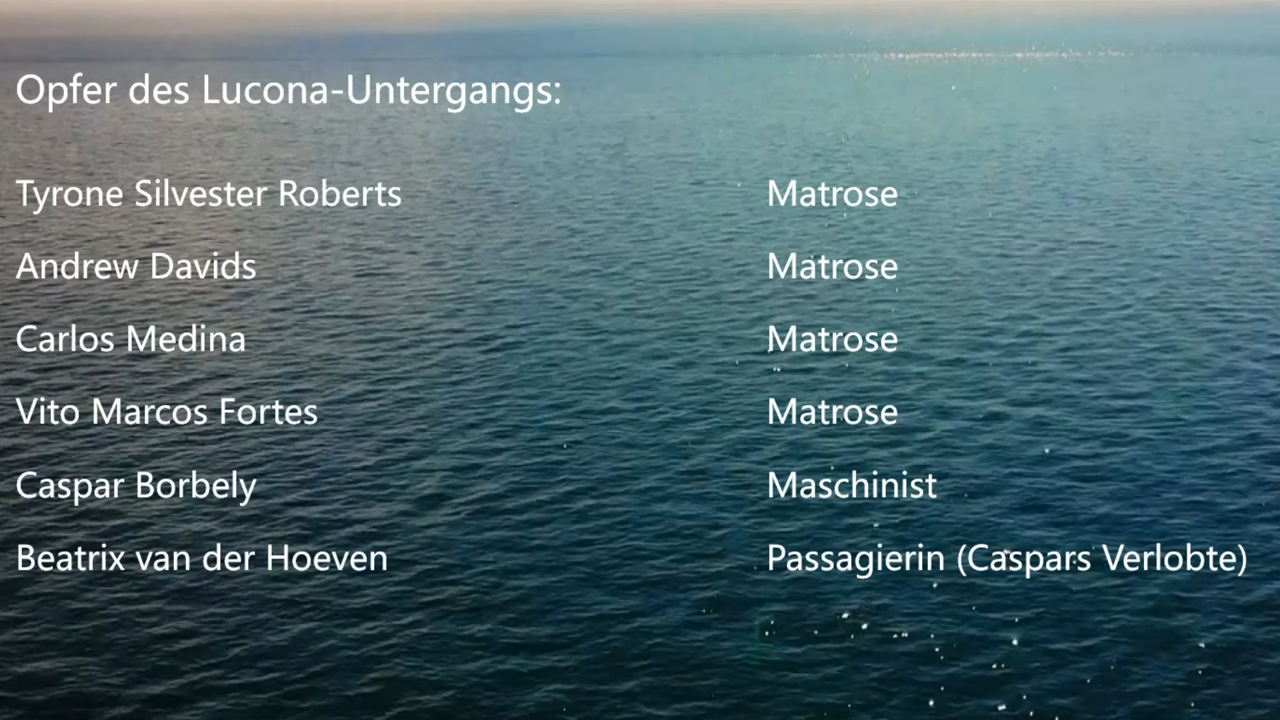 Opfer des Lucona-Untergangs:
Tyrone Silvester Roberts Matrose
Andrew Davids Matrose
Carlos Medina Matrose
Vito Marcos Fortes Matrose
Caspar Borbely Maschinist
Beatrix van der Hoeven Passagierin (Caspars Verlobte)